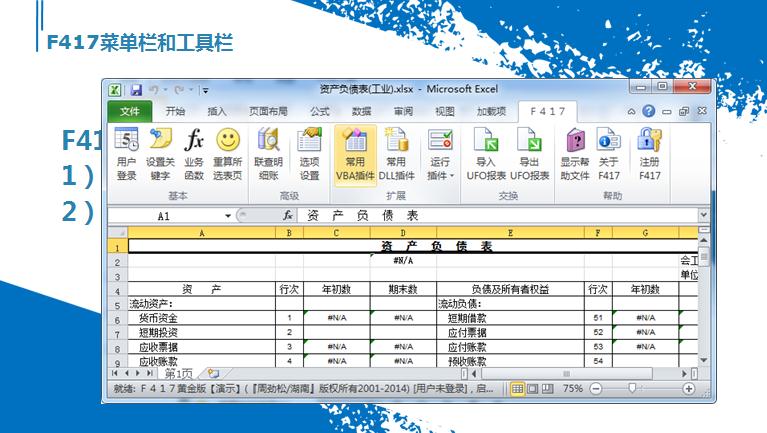 F417菜单栏和工具栏
资产负债表(工业).xlsx - Microsoft Excel
文件 开始 插入 页面布局 公式 数据 审阅 视图 加载项 F 4 1 7
F41
1）
2）
用户登录 设置关键字 业务函数 重算所选表页 联查明细账 选项设置 常用VBA插件 常用DLL插件 运行插件 导入UFO报表 导出UFO报表 显示帮助文件 关于F417 注册F417
基本 高级 扩展 交换 帮助
A1 fx 资 产 负 债 表
A B C D E F G
1 资 产 负 债 表
2 #N/A 会工
3 单位
4 资 产 行次 年初数 期末数 负债及所有者权益 行次 年初数
5 流动资产： 流动负债：
6 货币资金 1 #N/A #N/A 短期借款 51 #N/A
7 短期投资 2 应付票据 52 #N/A
8 应收票据 3 #N/A #N/A 应付账款 53 #N/A
9 应收账款 4 #N/A #N/A 预收账款 54
第1页
就绪: F 4 1 7黄金版【演示】(『周劲松/湖南』版权所有2001-2014) [用户未登录] , 启... 75%